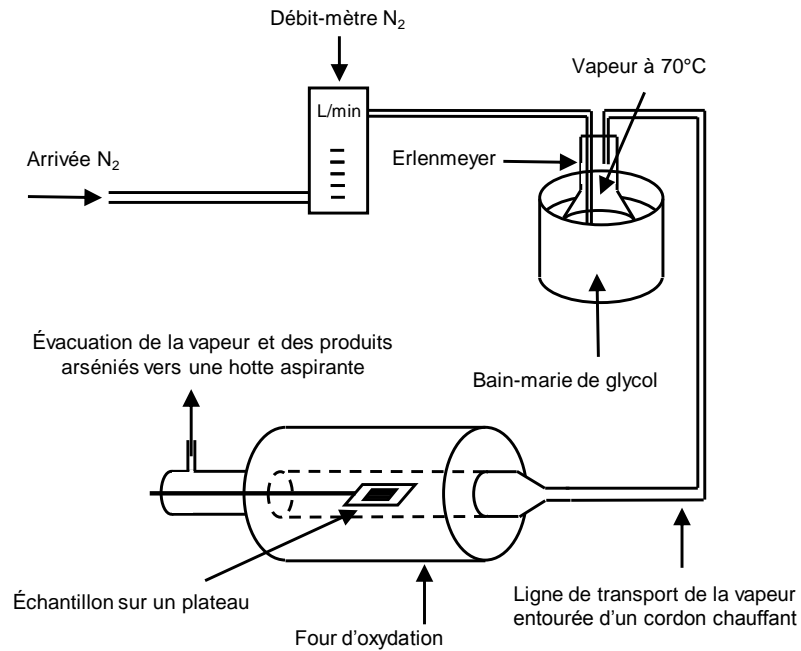 Débit-mètre N₂
Vapeur à 70°C
L/min
Arrivée N₂
Erlenmeyer
Évacuation de la vapeur et des produits
arséniés vers une hotte aspirante
Bain-marie de glycol
Échantillon sur un plateau
Four d’oxydation
Ligne de transport de la vapeur
entourée d’un cordon chauffant